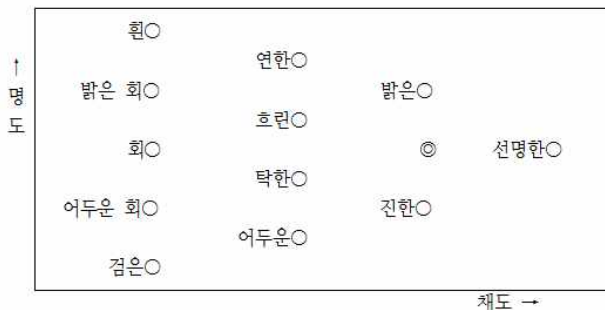 흰○
연한○
↑
명
도
밝은 회○
밝은○
흐린○
회○
◎
선명한○
탁한○
어두운 회○
진한○
어두운○
검은○
채도 →